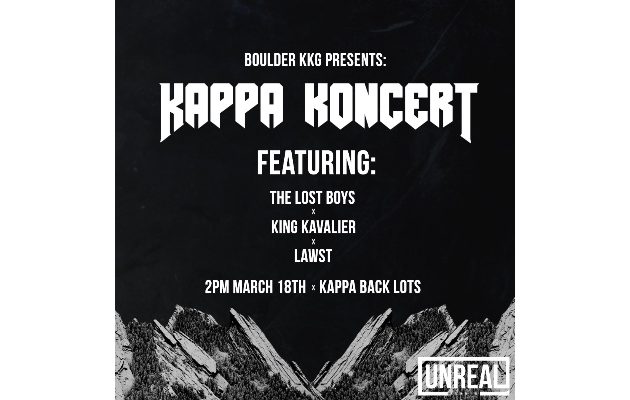 BOULDER KKG PRESENTS:
KAPPA KONCERT
FEATURING:
THE LOST BOYS
x
KING KAVALIER
x
LAWST
2PM MARCH 18TH x KAPPA BACK LOTS
UNREAL